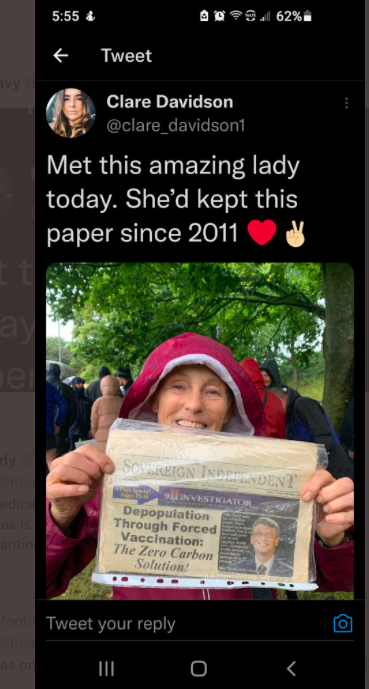 5:55 62%
Tweet
Clare Davidson
@clare_davidson1
Met this amazing lady
today. She’d kept this
paper since 2011 ❤️ ✌🏼
SOVEREIGN INDEPENDENT
911 INVESTIGATOR
Depopulation
Through Forced
Vaccination:
The Zero Carbon
Solution!
Tweet your reply